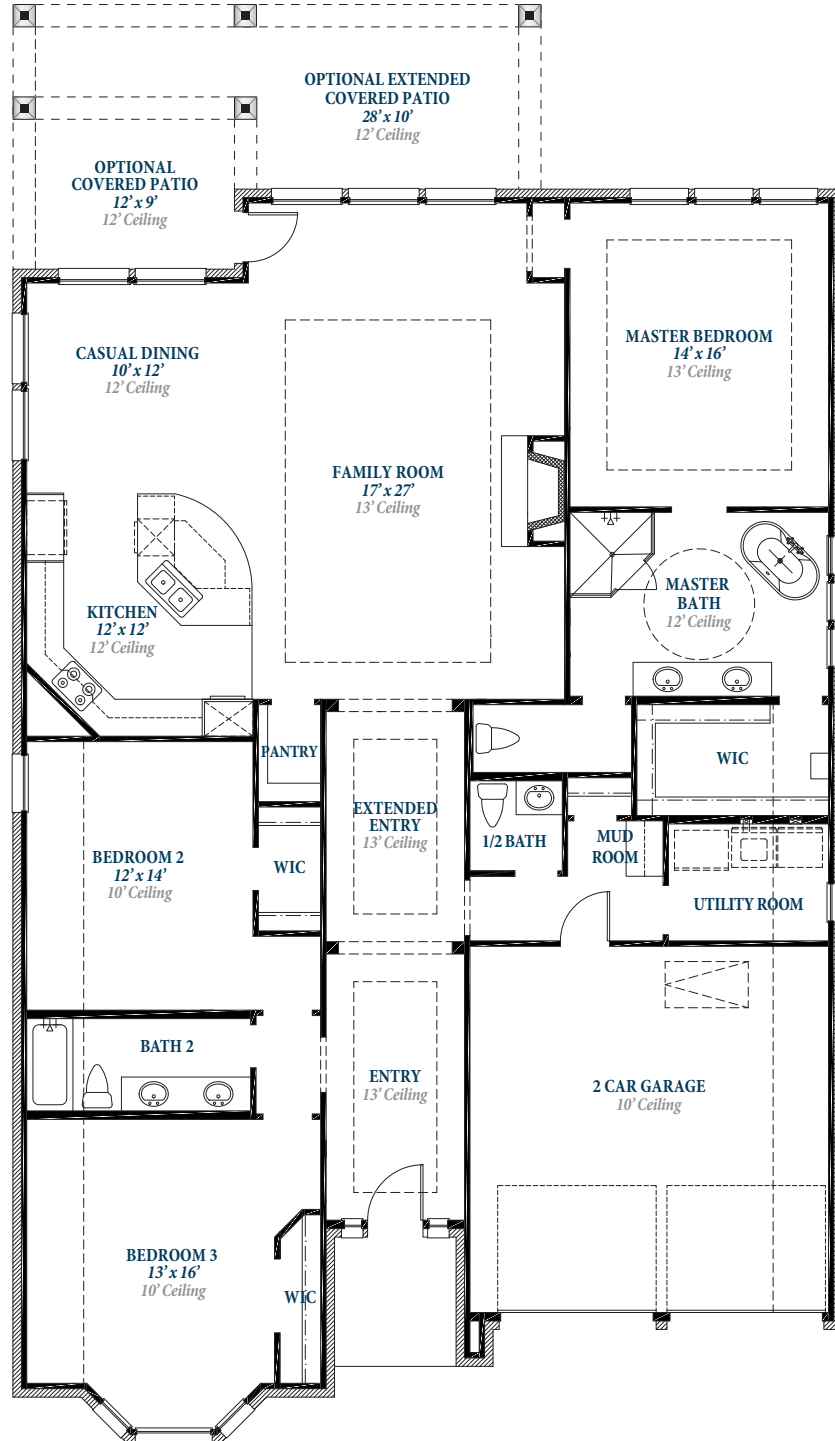 OPTIONAL EXTENDED
COVERED PATIO
28' x 10'
12' Ceiling
OPTIONAL
COVERED PATIO
12' x 9'
12' Ceiling
CASUAL DINING
10' x 12'
12' Ceiling
MASTER BEDROOM
14' x 16'
13' Ceiling
FAMILY ROOM
17' x 27'
13' Ceiling
KITCHEN
12' x 12'
12' Ceiling
MASTER
BATH
12' Ceiling
PANTRY
WIC
EXTENDED
ENTRY
13' Ceiling
1/2 BATH
MUD
ROOM
BEDROOM 2
12' x 14'
10' Ceiling
WIC
UTILITY ROOM
BATH 2
ENTRY
13' Ceiling
2 CAR GARAGE
10' Ceiling
BEDROOM 3
13' x 16'
10' Ceiling
WIC